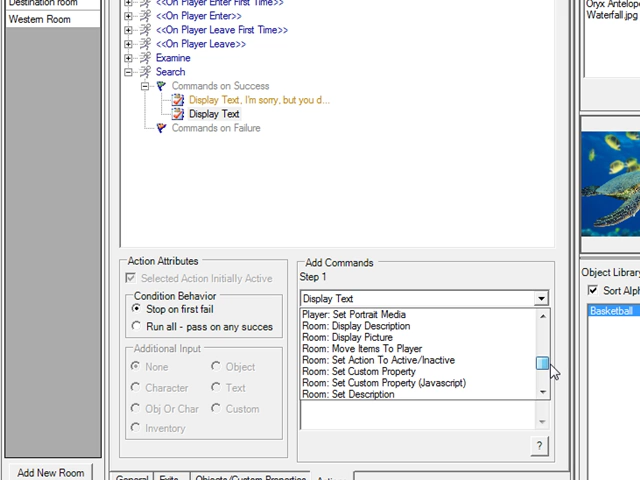 Destination room
Western Room
Add New Room
<<On Player Enter First Time>>
<<On Player Enter>>
<<On Player Leave First Time>>
<<On Player Leave>>
Examine
Search
Commands on Success
Display Text, I'm sorry, but you d...
Display Text
Commands on Failure
Action Attributes
Selected Action Initially Active
Condition Behavior
Stop on first fail
Run all - pass on any succes
Additional Input
None
Object
Character
Text
Obj Or Char
Custom
Inventory
Add Commands
Step 1
Display Text
Player: Set Portrait Media
Room: Display Description
Room: Display Picture
Room: Move Items To Player
Room: Set Action To Active/Inactive
Room: Set Custom Property
Room: Set Custom Property (Javascript)
Room: Set Description
?
General
Exits
Objects/Custom Properties
Actions
Oryx Antelop
Waterfall.jpg
Object Library
Sort Alph
Basketball